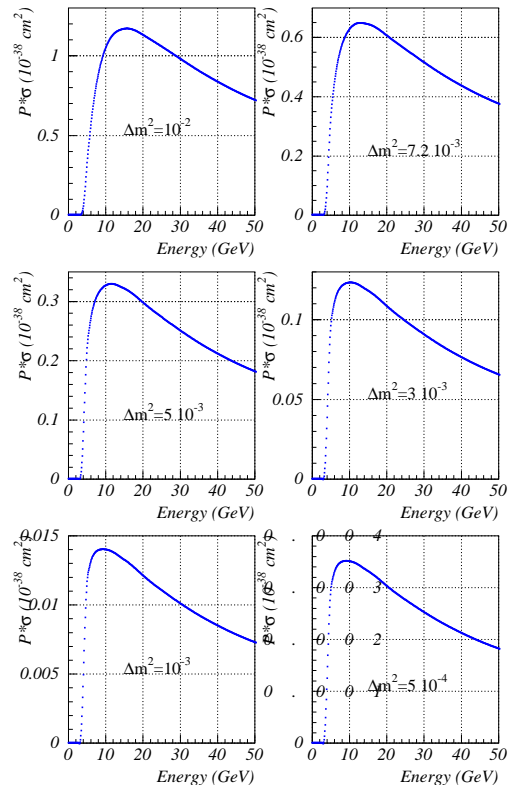 P*σ (10^-38 cm^2)
1
0.5
0
Δm^2=10^-2
0 10 20 30 40 50
Energy (GeV)
P*σ (10^-38 cm^2)
0.6
0.4
0.2
0
Δm^2=7.2 10^-3
0 10 20 30 40 50
Energy (GeV)
P*σ (10^-38 cm^2)
0.3
0.2
0.1
0
Δm^2=5 10^-3
0 10 20 30 40 50
Energy (GeV)
P*σ (10^-38 cm^2)
0.1
0.05
0
Δm^2=3 10^-3
0 10 20 30 40 50
Energy (GeV)
P*σ (10^-38 cm^2)
0.015
0.01
0.005
0
Δm^2=10^-3
0 10 20 30 40 50
Energy (GeV)
P*σ (10^-38 cm^2)
0 . 0 0 4
0 . 0 0 3
0 . 0 0 2
0 . 0 0 1
0
Δm^2=5 10^-4
0 10 20 30 40 50
Energy (GeV)